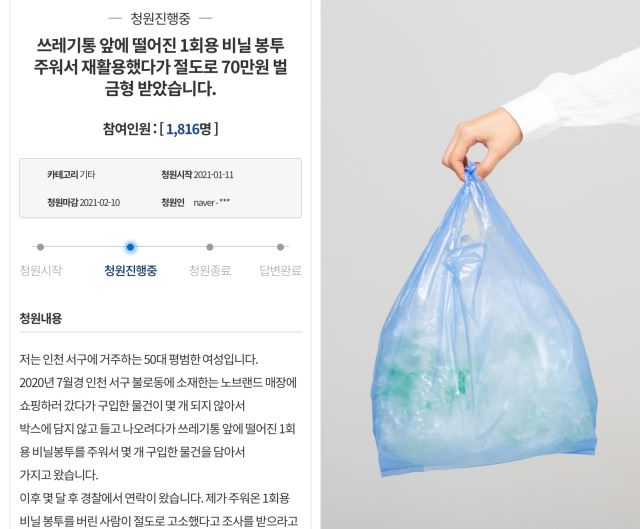 청원진행중
쓰레기통 앞에 떨어진 1회용 비닐 봉투
주워서 재활용했다가 절도로 70만원 벌
금형 받았습니다.
참여인원 : [ 1,816명 ]
카테고리 기타 청원시작 2021-01-11
청원마감 2021-02-10 청원인 naver - ***
청원시작 청원진행중 청원종료 답변완료
청원내용
저는 인천 서구에 거주하는 50대 평범한 여성입니다.
2020년 7월경 인천 서구 불로동에 소재한는 노브랜드 매장에
쇼핑하러 갔다가 구입한 물건이 몇 개 되지 않아서
박스에 담지 않고 들고 나오려다가 쓰레기통 앞에 떨어진 1회
용 비닐봉투를 주워서 몇 개 구입한 물건을 담아서
가지고 왔습니다.
이후 몇 달 후 경찰에서 연락이 왔습니다. 제가 주워온 1회용
비닐 봉투를 버린 사람이 절도로 고소했다고 조사를 받으라고